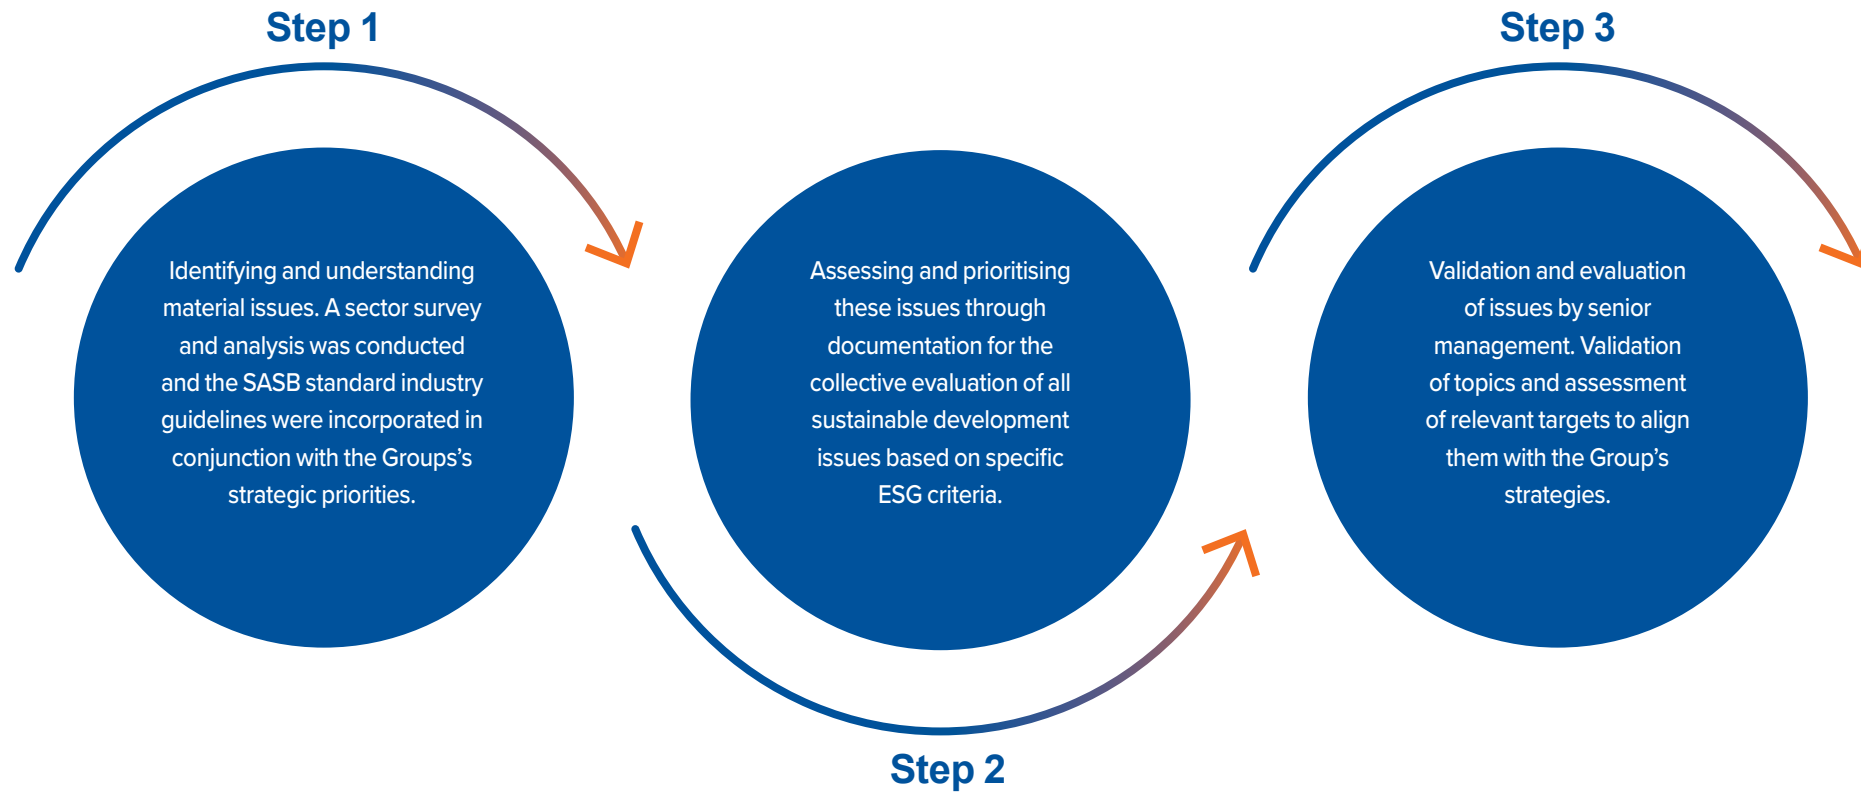 Step 1
Identifying and understanding
material issues. A sector survey
and analysis was conducted
and the SASB standard industry
guidelines were incorporated in
conjunction with the Groups's
strategic priorities.
Step 2
Assessing and prioritising
these issues through
documentation for the
collective evaluation of all
sustainable development
issues based on specific
ESG criteria.
Step 3
Validation and evaluation
of issues by senior
management. Validation
of topics and assessment
of relevant targets to align
them with the Group's
strategies.